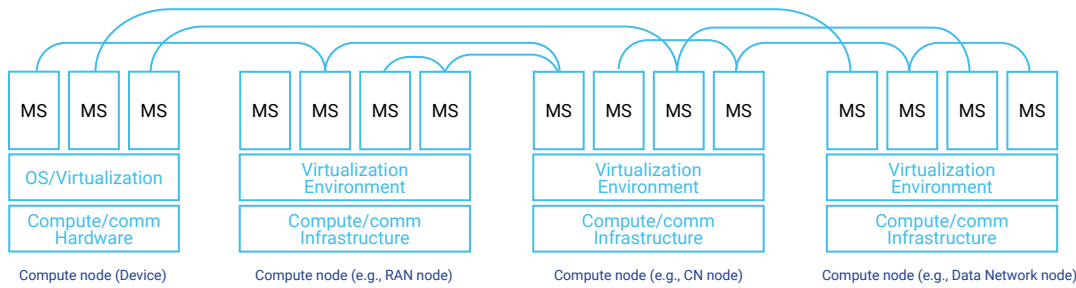 MS MS MS MS MS MS MS MS MS MS MS MS MS MS MS
OS/Virtualization
Virtualization
Environment
Virtualization
Environment
Virtualization
Environment
Compute/comm
Hardware
Compute/comm
Infrastructure
Compute/comm
Infrastructure
Compute/comm
Infrastructure
Compute node (Device)
Compute node (e.g., RAN node)
Compute node (e.g., CN node)
Compute node (e.g., Data Network node)